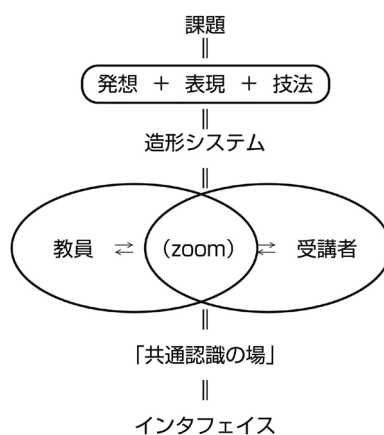 課題
‖
発想 + 表現 + 技法
‖
造形システム
‖
教員 ⇄ （zoom） ⇄ 受講者
‖
「共通認識の場」
‖
インタフェイス